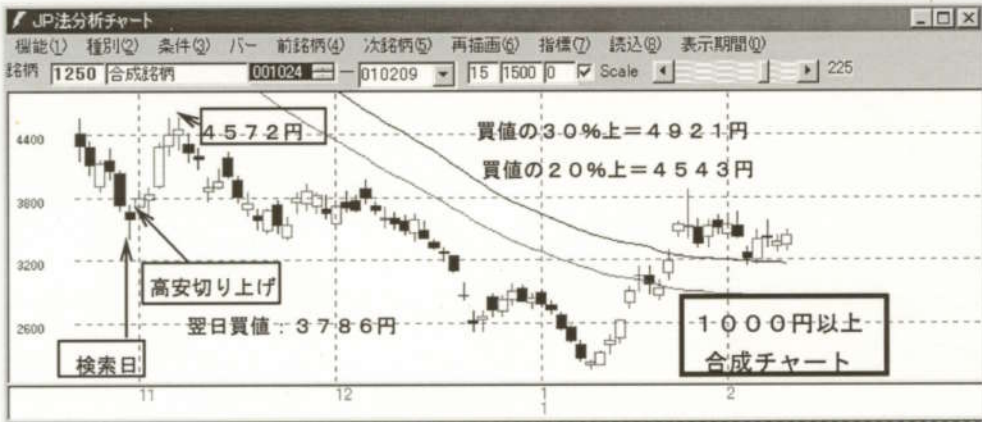 JP法分析チャート
機能(1) 種別(2) 条件(3) バー 前銘柄(4) 次銘柄(5) 再描画(6) 指標(7) 読込(8) 表示期間(0)
銘柄 1250 合成銘柄 001024 ー 010209 15 1500 0 Scale 225
4400
3800
3200
2600
4572円
買値の30%上=4921円
買値の20%上=4543円
高安切り上げ
翌日買値:3786円
検索日
1000円以上
合成チャート
11 12 1 2
1